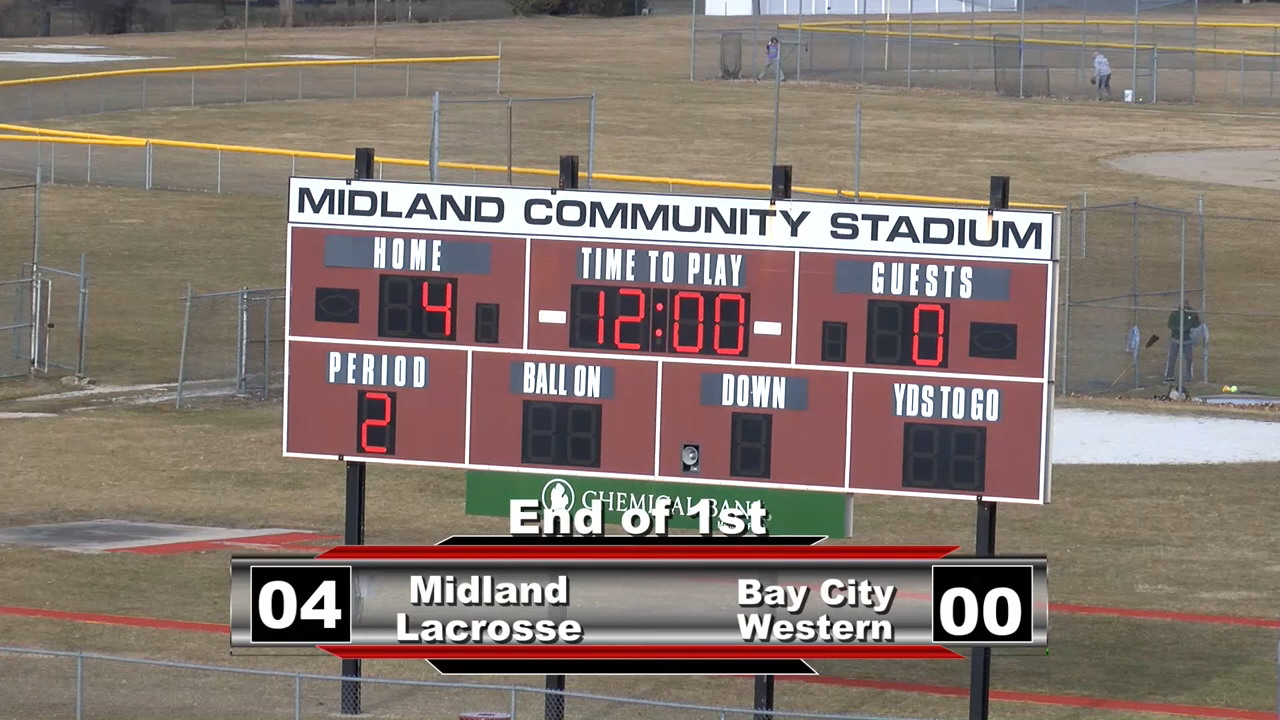 MIDLAND COMMUNITY STADIUM
HOME
TIME TO PLAY
GUESTS
4
12:00
0
PERIOD
BALL ON
DOWN
YDS TO GO
2
CHEMICAL BANK
End of 1st
04
Midland
Lacrosse
Bay City
Western
00